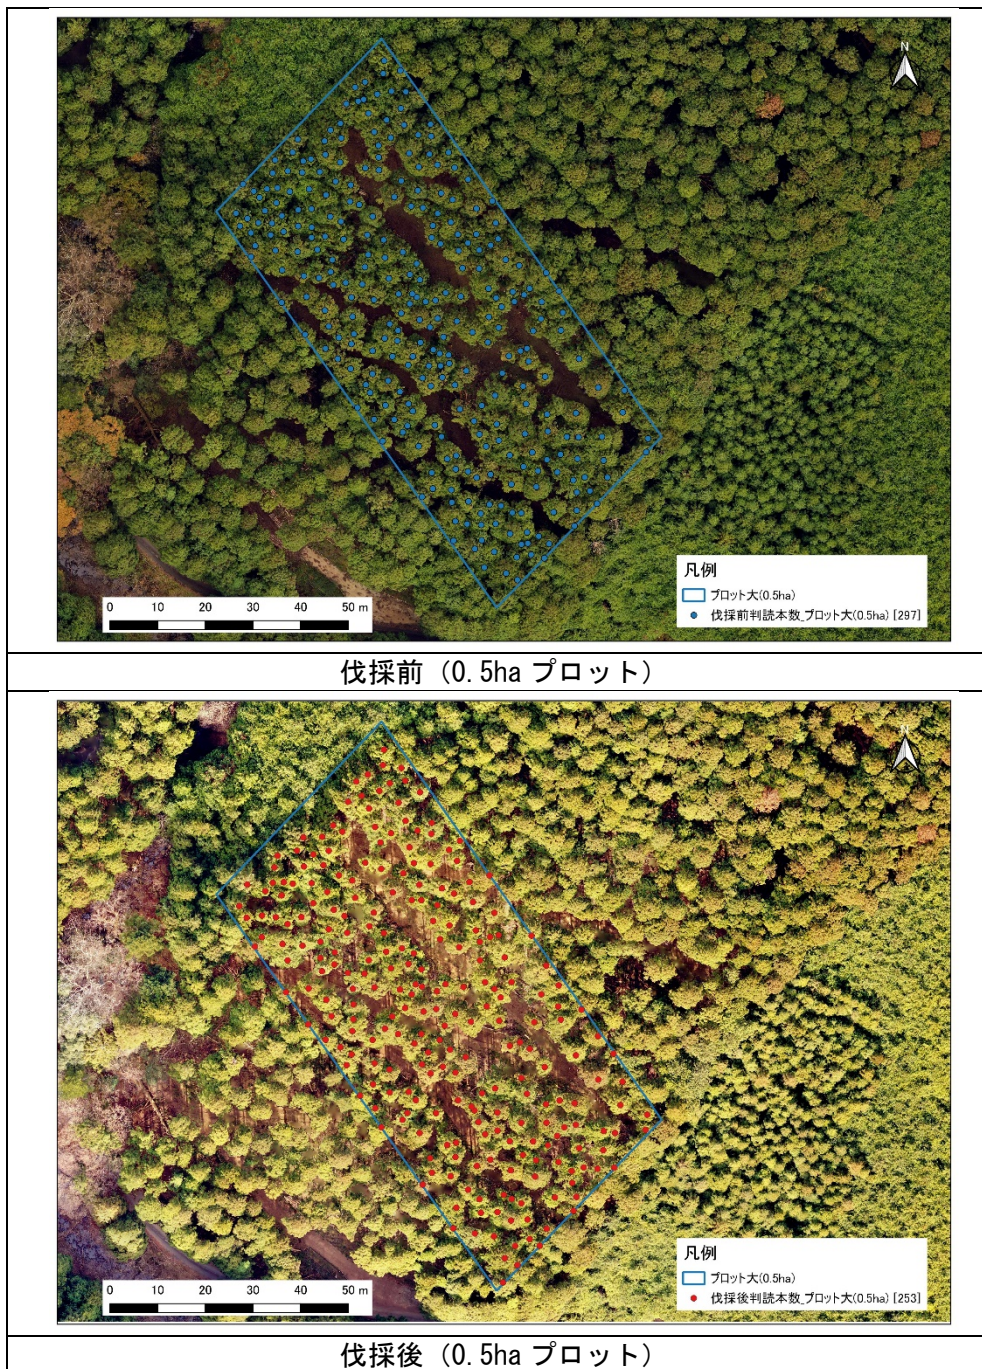 N
凡例
プロット大(0.5ha)
伐採前判読本数_プロット大(0.5ha) [297]
0 10 20 30 40 50 m
伐採前（0.5ha プロット）
N
凡例
プロット大(0.5ha)
伐採後判読本数_プロット大(0.5ha) [253]
0 10 20 30 40 50 m
伐採後（0.5ha プロット）